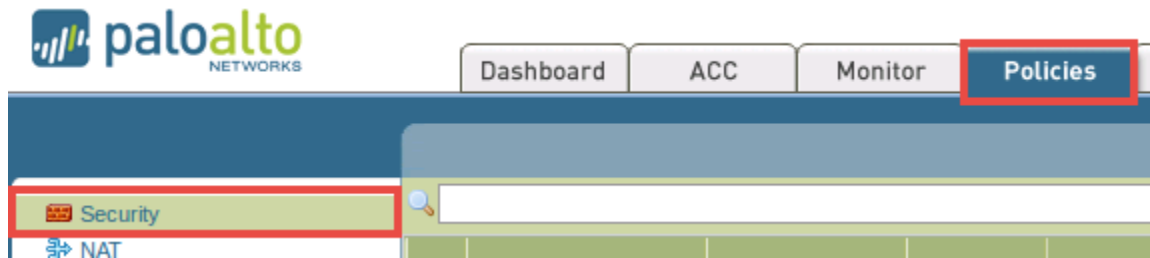 paloalto
NETWORKS
Dashboard ACC Monitor Policies
Security
NAT